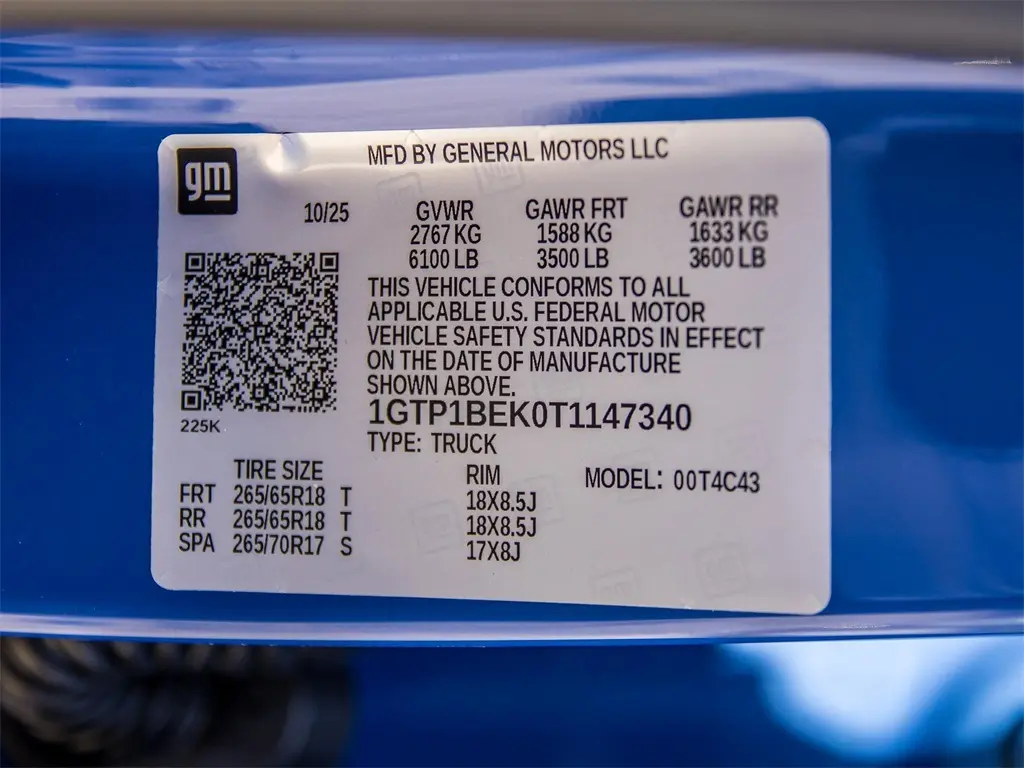 gm
MFD BY GENERAL MOTORS LLC
10/25 GVWR GAWR FRT GAWR RR
2767 KG 1588 KG 1633 KG
6100 LB 3500 LB 3600 LB
THIS VEHICLE CONFORMS TO ALL
APPLICABLE U.S. FEDERAL MOTOR
VEHICLE SAFETY STANDARDS IN EFFECT
ON THE DATE OF MANUFACTURE
SHOWN ABOVE.
1GTP1BEK0T1147340
225K
TYPE: TRUCK
TIRE SIZE RIM MODEL: 00T4C43
FRT 265/65R18 T 18X8.5J
RR 265/65R18 T 18X8.5J
SPA 265/70R17 S 17X8J